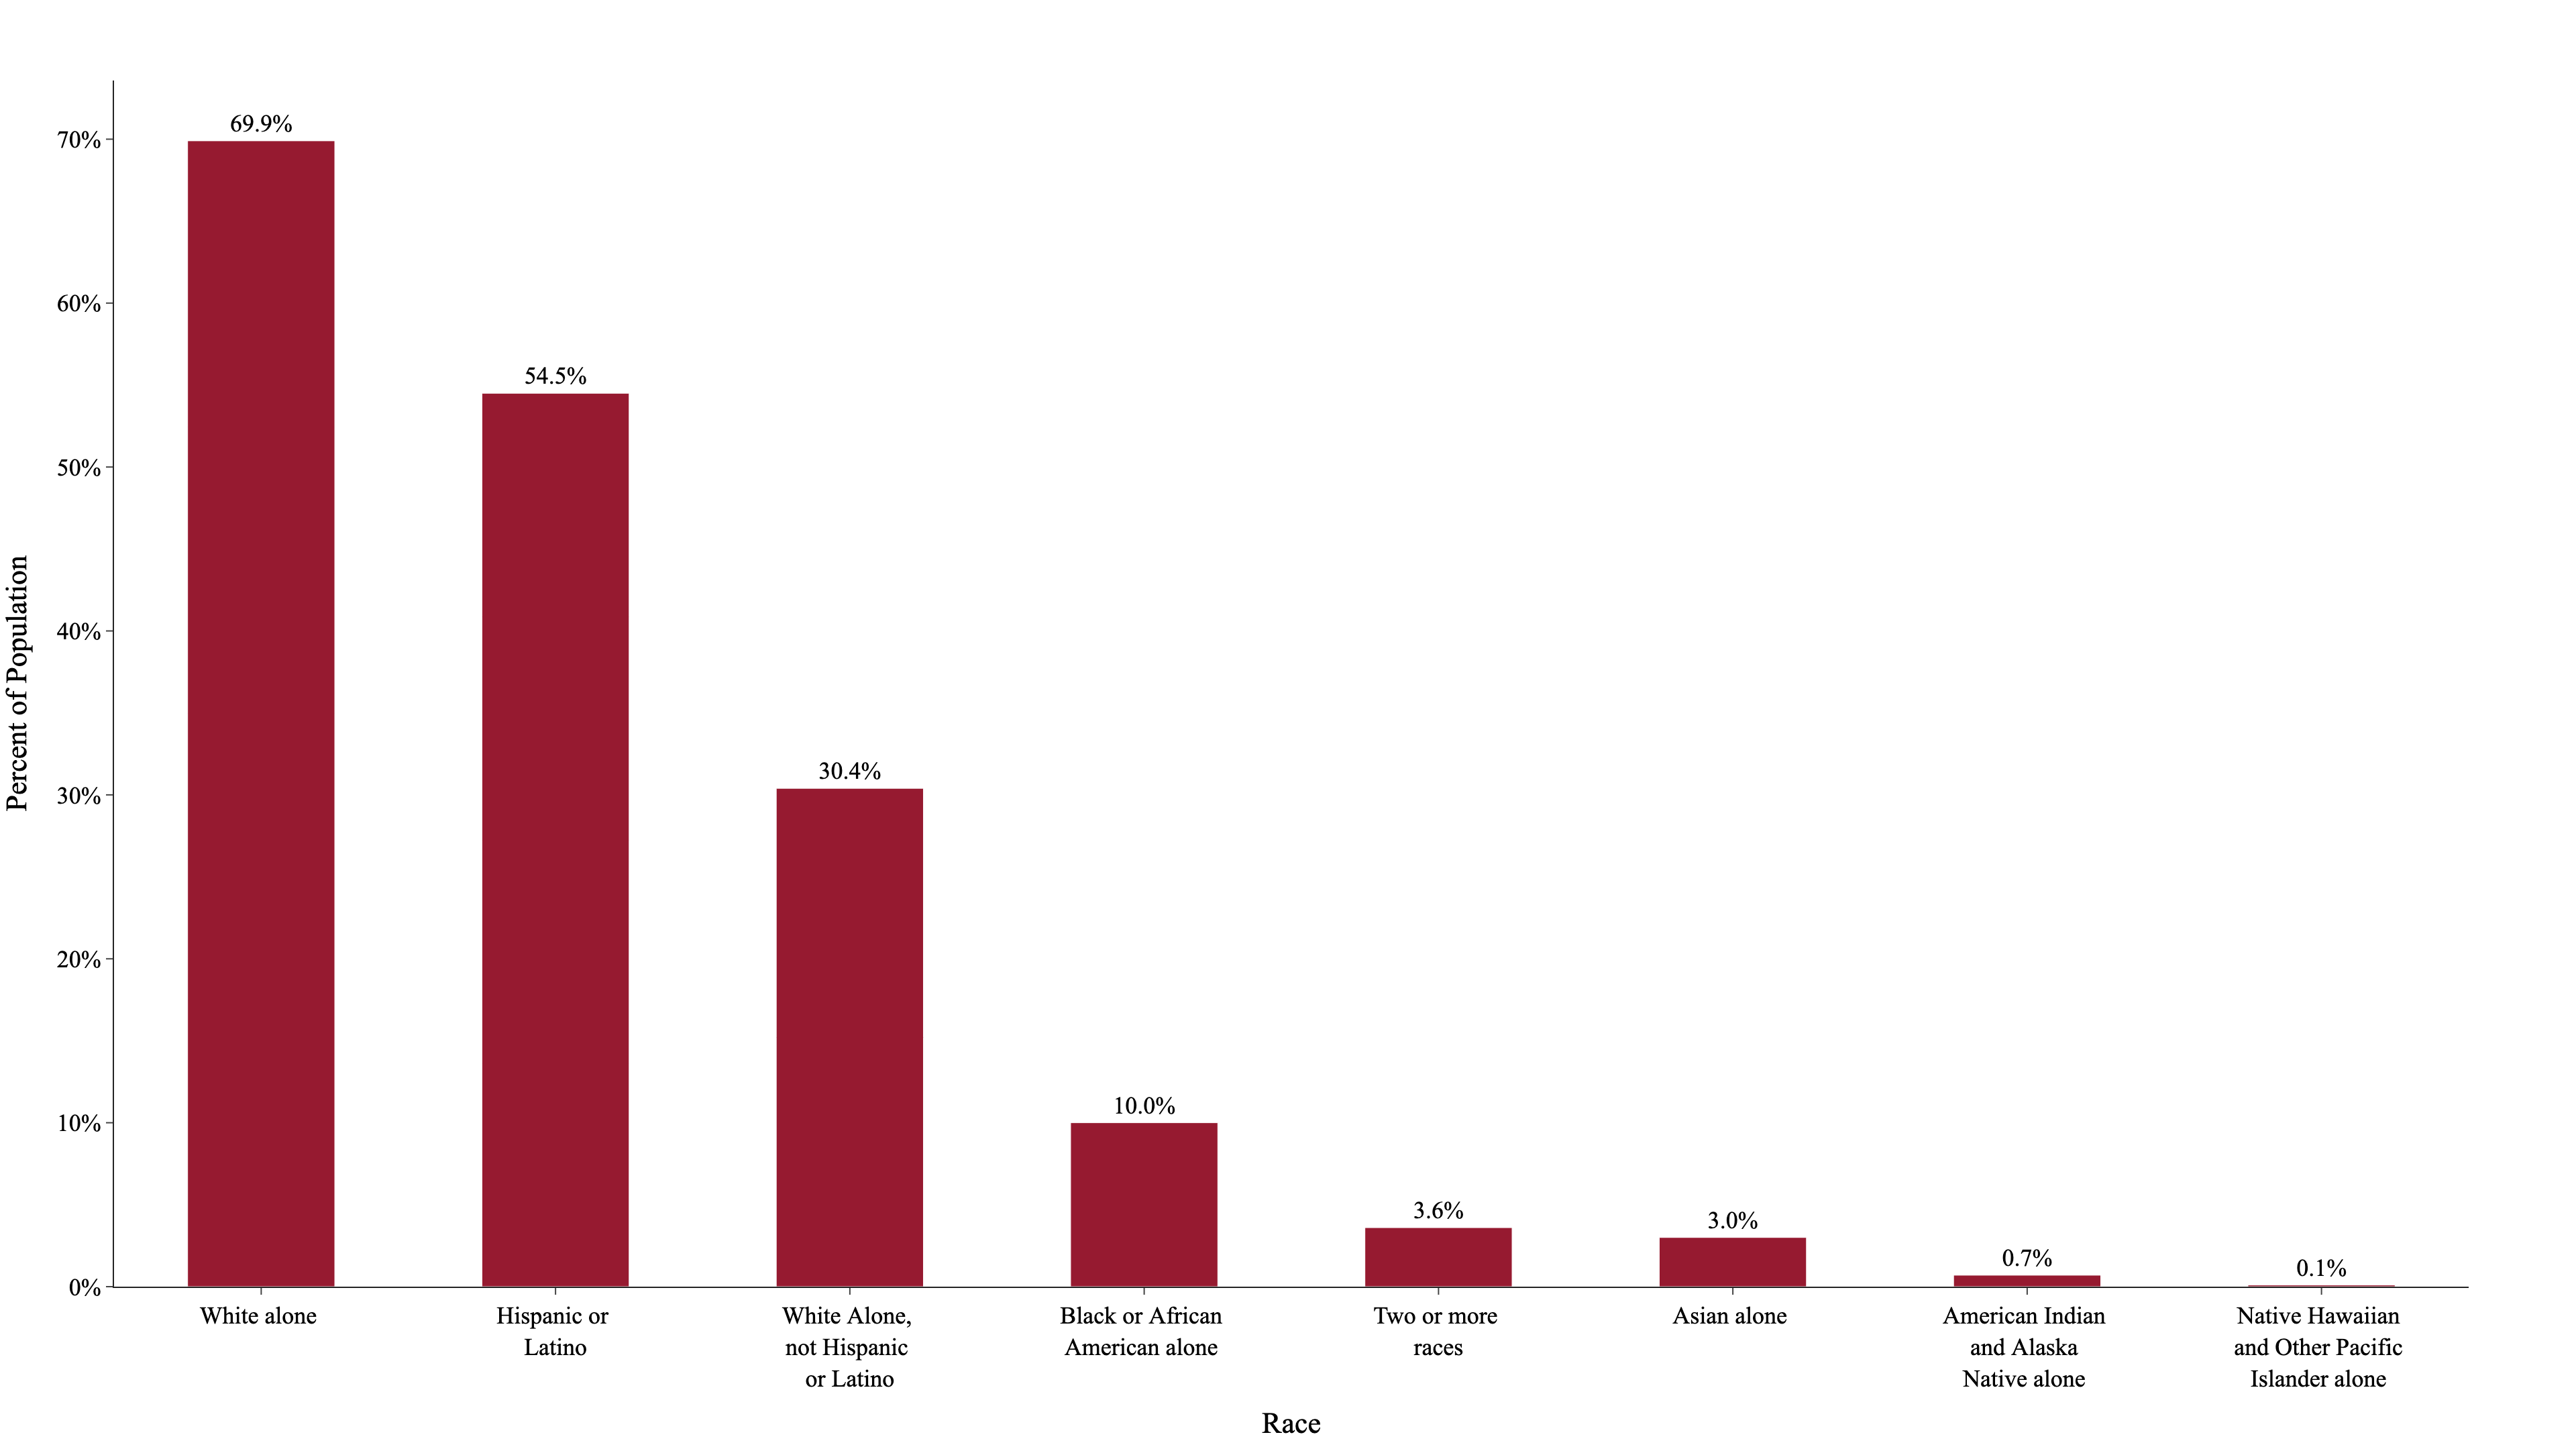 69.9%
54.5%
30.4%
10.0%
3.6%
3.0%
0.7%
0.1%
70%
60%
50%
40%
30%
20%
10%
0%
Percent of Population
White alone
Hispanic or
Latino
White Alone,
not Hispanic
or Latino
Black or African
American alone
Two or more
races
Asian alone
American Indian
and Alaska
Native alone
Native Hawaiian
and Other Pacific
Islander alone
Race